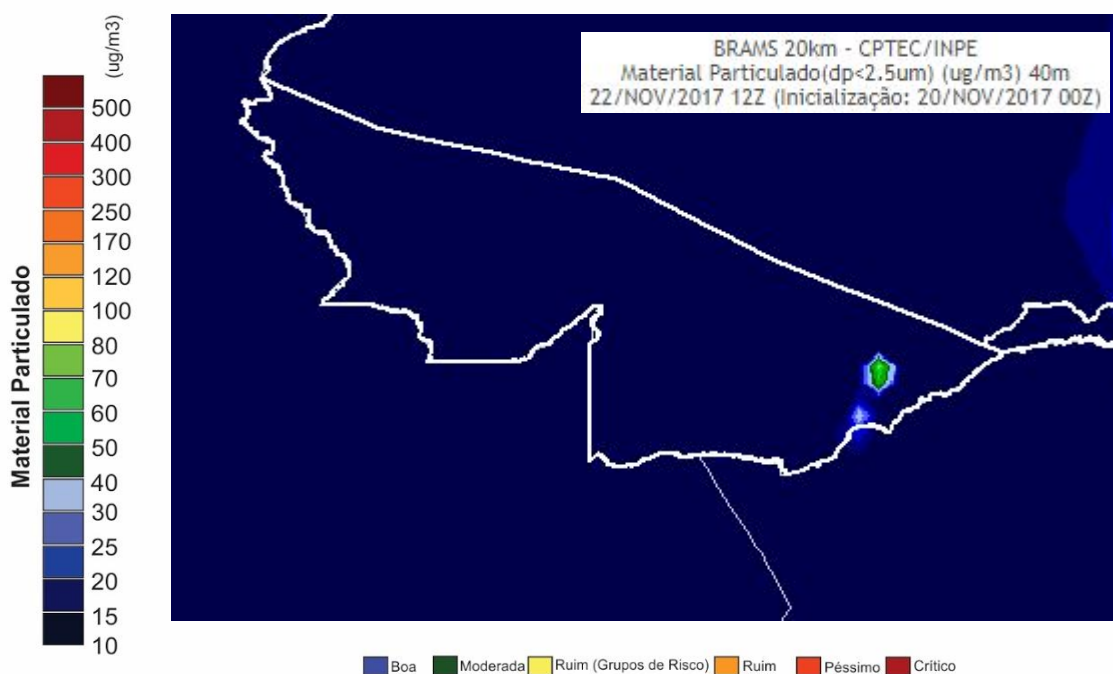 (ug/m3)
BRAMS 20km - CPTEC/INPE
Material Particulado(dp<2.5um) (ug/m3) 40m
22/NOV/2017 12Z (Inicialização: 20/NOV/2017 00Z)
500
400
300
250
170
120
100
80
70
60
50
40
30
25
20
15
10
Material Particulado
Boa
Moderada
Ruim (Grupos de Risco)
Ruim
Péssimo
Crítico